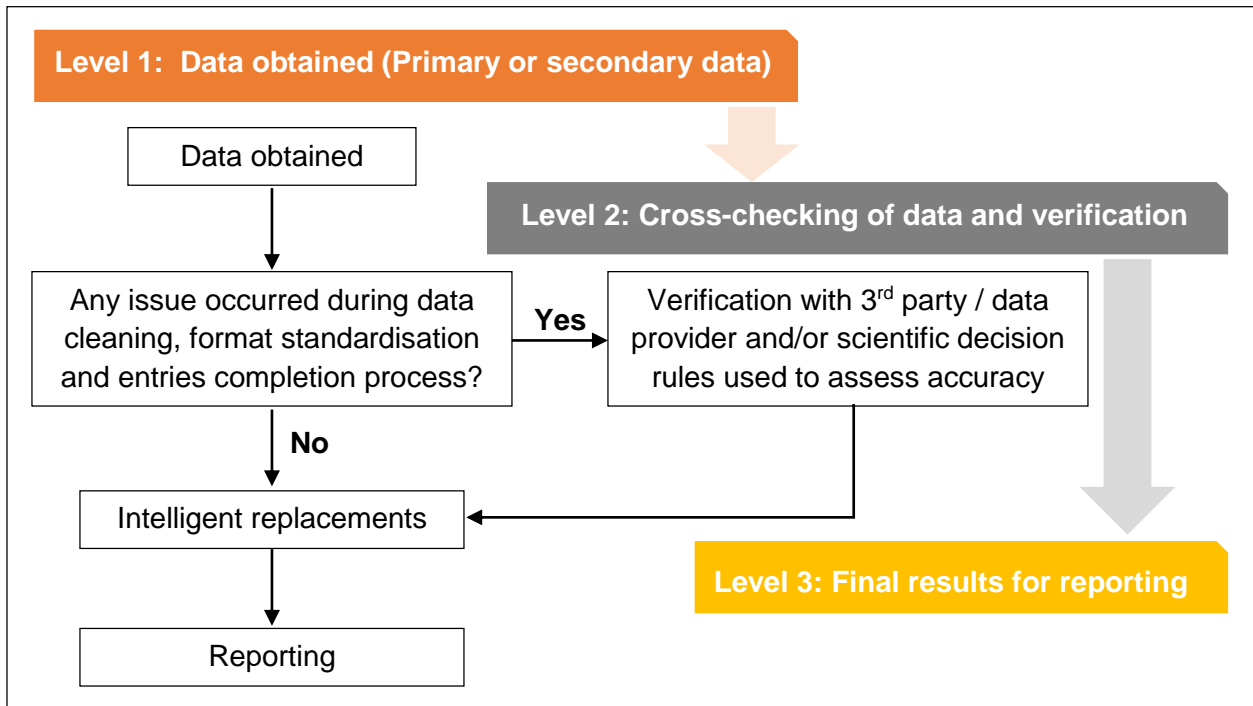 Level 1:  Data obtained (Primary or secondary data)
Data obtained
Level 2: Cross-checking of data and verification
Any issue occurred during data
cleaning, format standardisation
and entries completion process?
Yes
Verification with 3rd party / data
provider and/or scientific decision
rules used to assess accuracy
No
Intelligent replacements
Level 3: Final results for reporting
Reporting